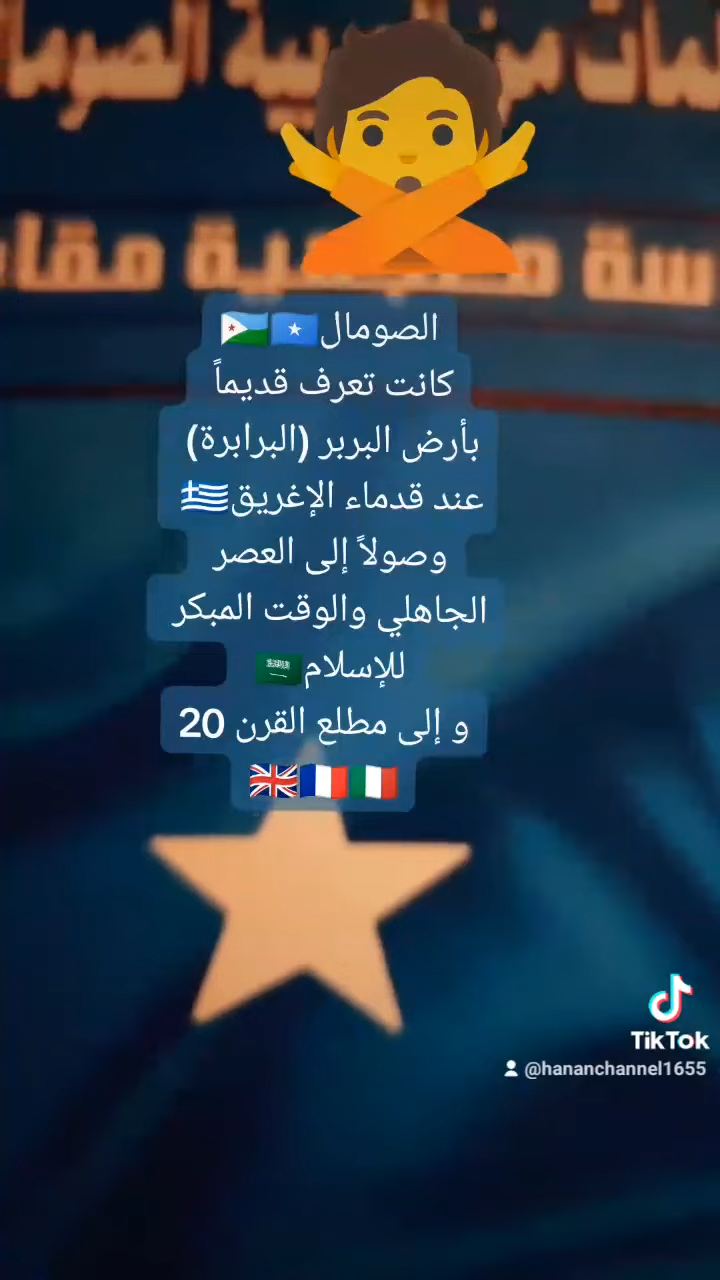 الصومال🇸🇴🇩🇯
كانت تعرف قديماً
بأرض البربر (البرابرة)
عند قدماء الإغريق🇬🇷
وصولاً إلى العصر
الجاهلي والوقت المبكر
للإسلام🇸🇦
و إلى مطلع القرن 20
🇮🇹🇫🇷🇬🇧
TikTok
@hananchannel1655